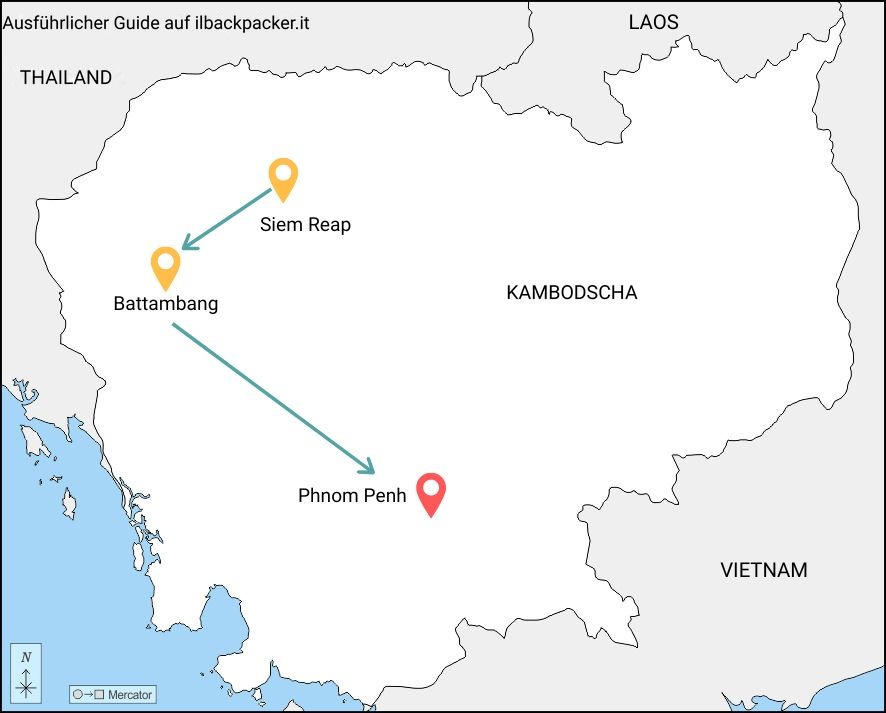 Ausführlicher Guide auf ilbackpacker.it
LAOS
THAILAND
Siem Reap
KAMBODSCHA
Battambang
Phnom Penh
VIETNAM
N
Mercator